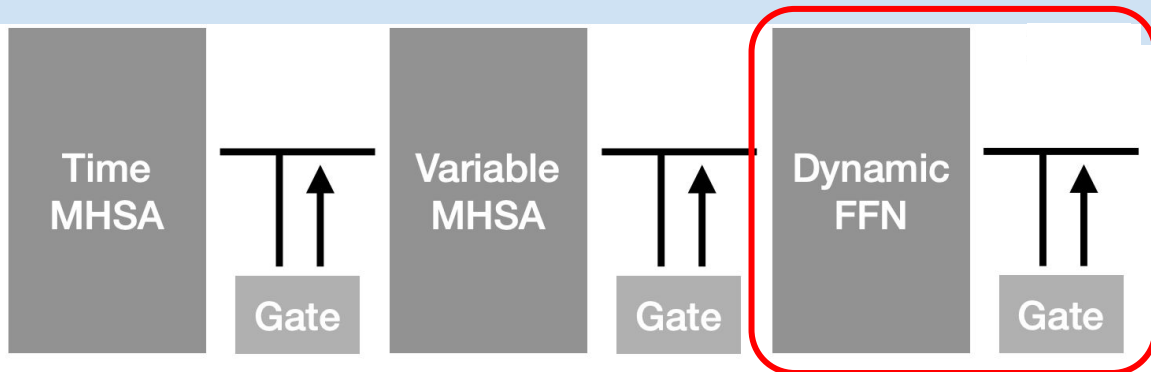 Time
MHSA
Gate
Variable
MHSA
Gate
Dynamic
FFN
Gate